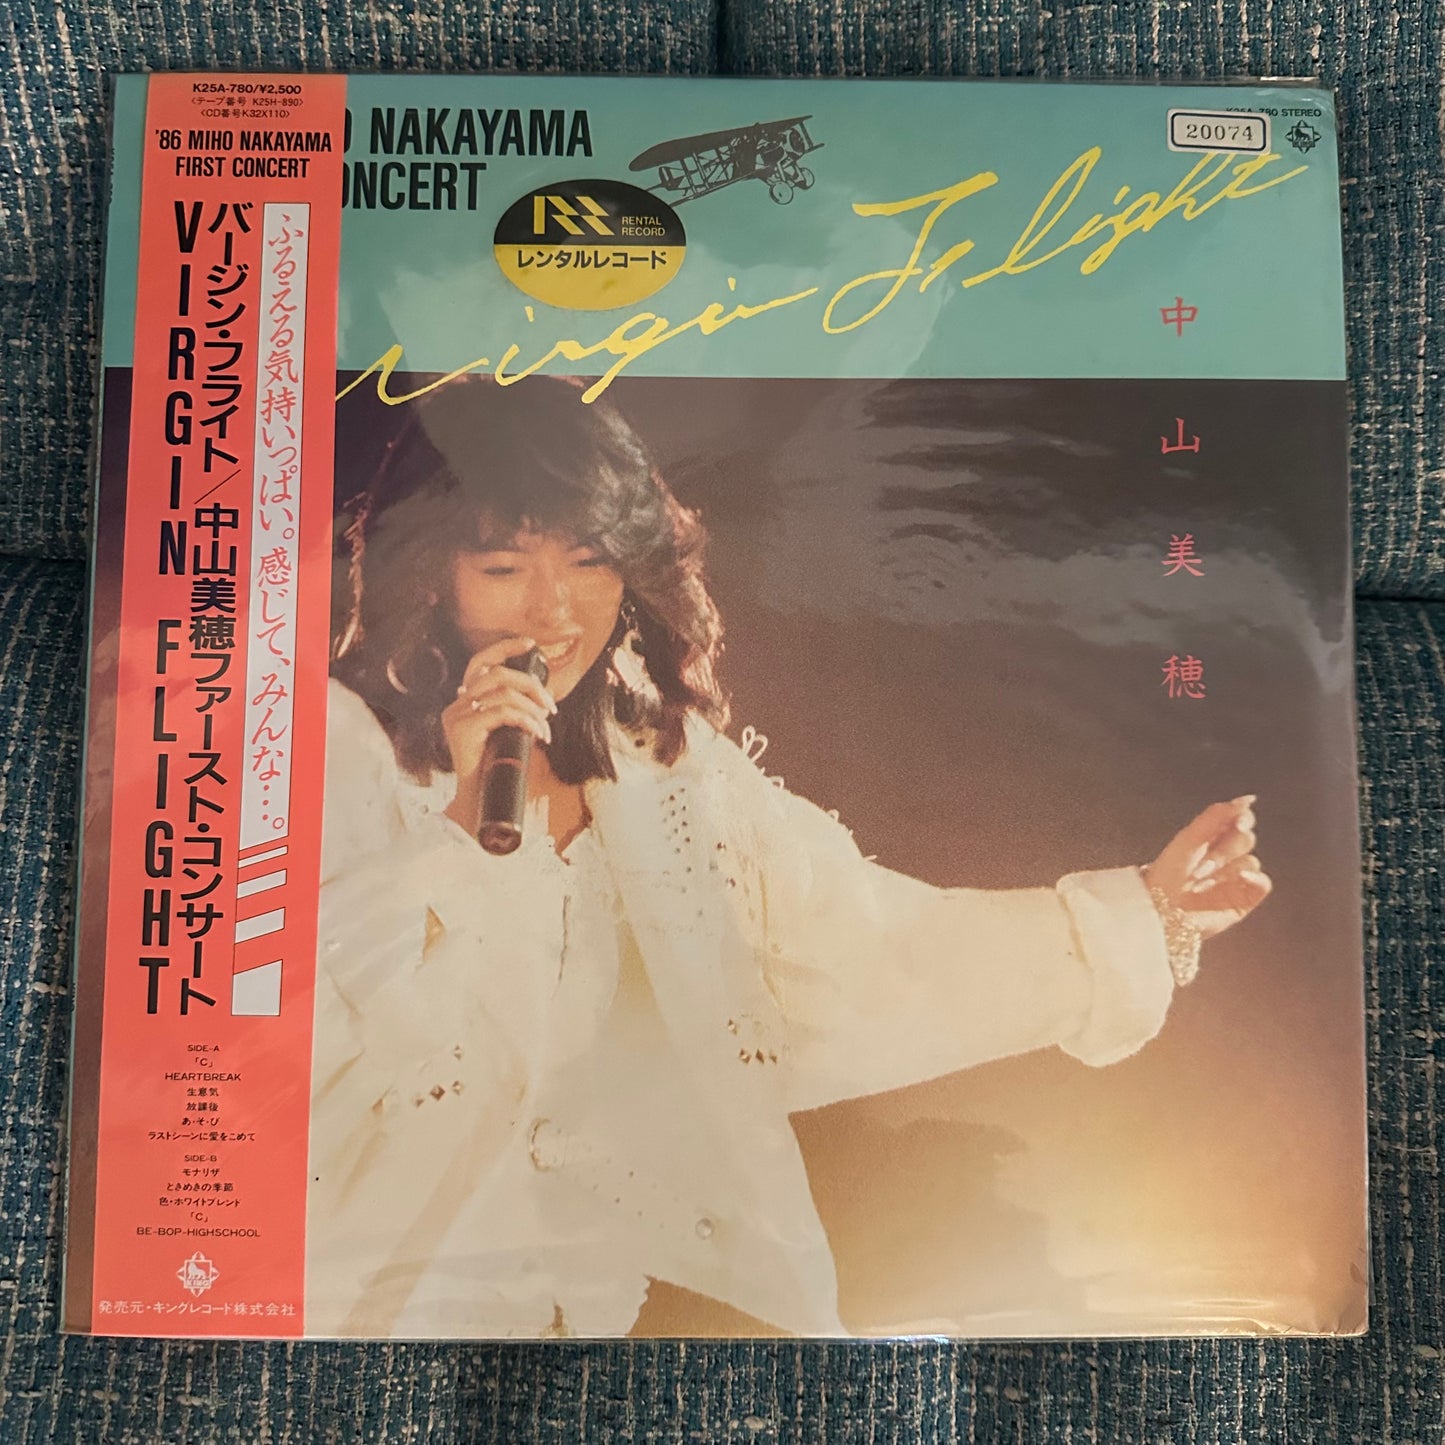 K25A-780/¥2,500
〈テープ番号 K25H-890〉
〈CD番号K32X110〉
'86 MIHO NAKAYAMA
FIRST CONCERT
バージン・フライト/中山美穂ファースト・コンサート
VIRGIN FLIGHT
ふるえる気持いっぱい。感じて、みんな…。
SIDE-A
「C」
HEARTBREAK
生意気
放課後
あ・そ・び
ラストシーンに愛をこめて
SIDE-B
モナリザ
ときめきの季節
色・ホワイトブレンド
「C」
BE-BOP-HIGHSCHOOL
KING
発売元・キングレコード株式会社
O NAKAYAMA
ONCERT
RR
RENTAL
RECORD
レンタルレコード
K25A-780 STEREO
20074
Virgin Flight
中山美穂